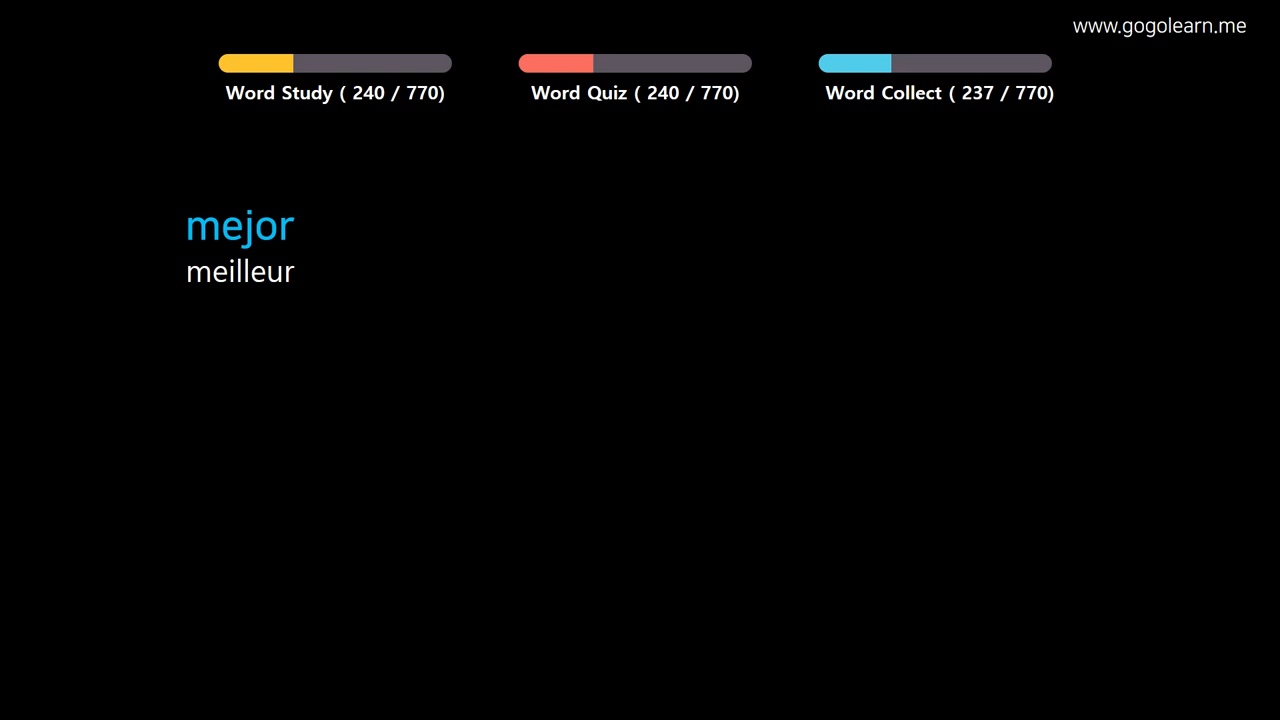 www.gogolearn.me
Word Study ( 240 / 770)
Word Quiz ( 240 / 770)
Word Collect ( 237 / 770)
mejor
meilleur